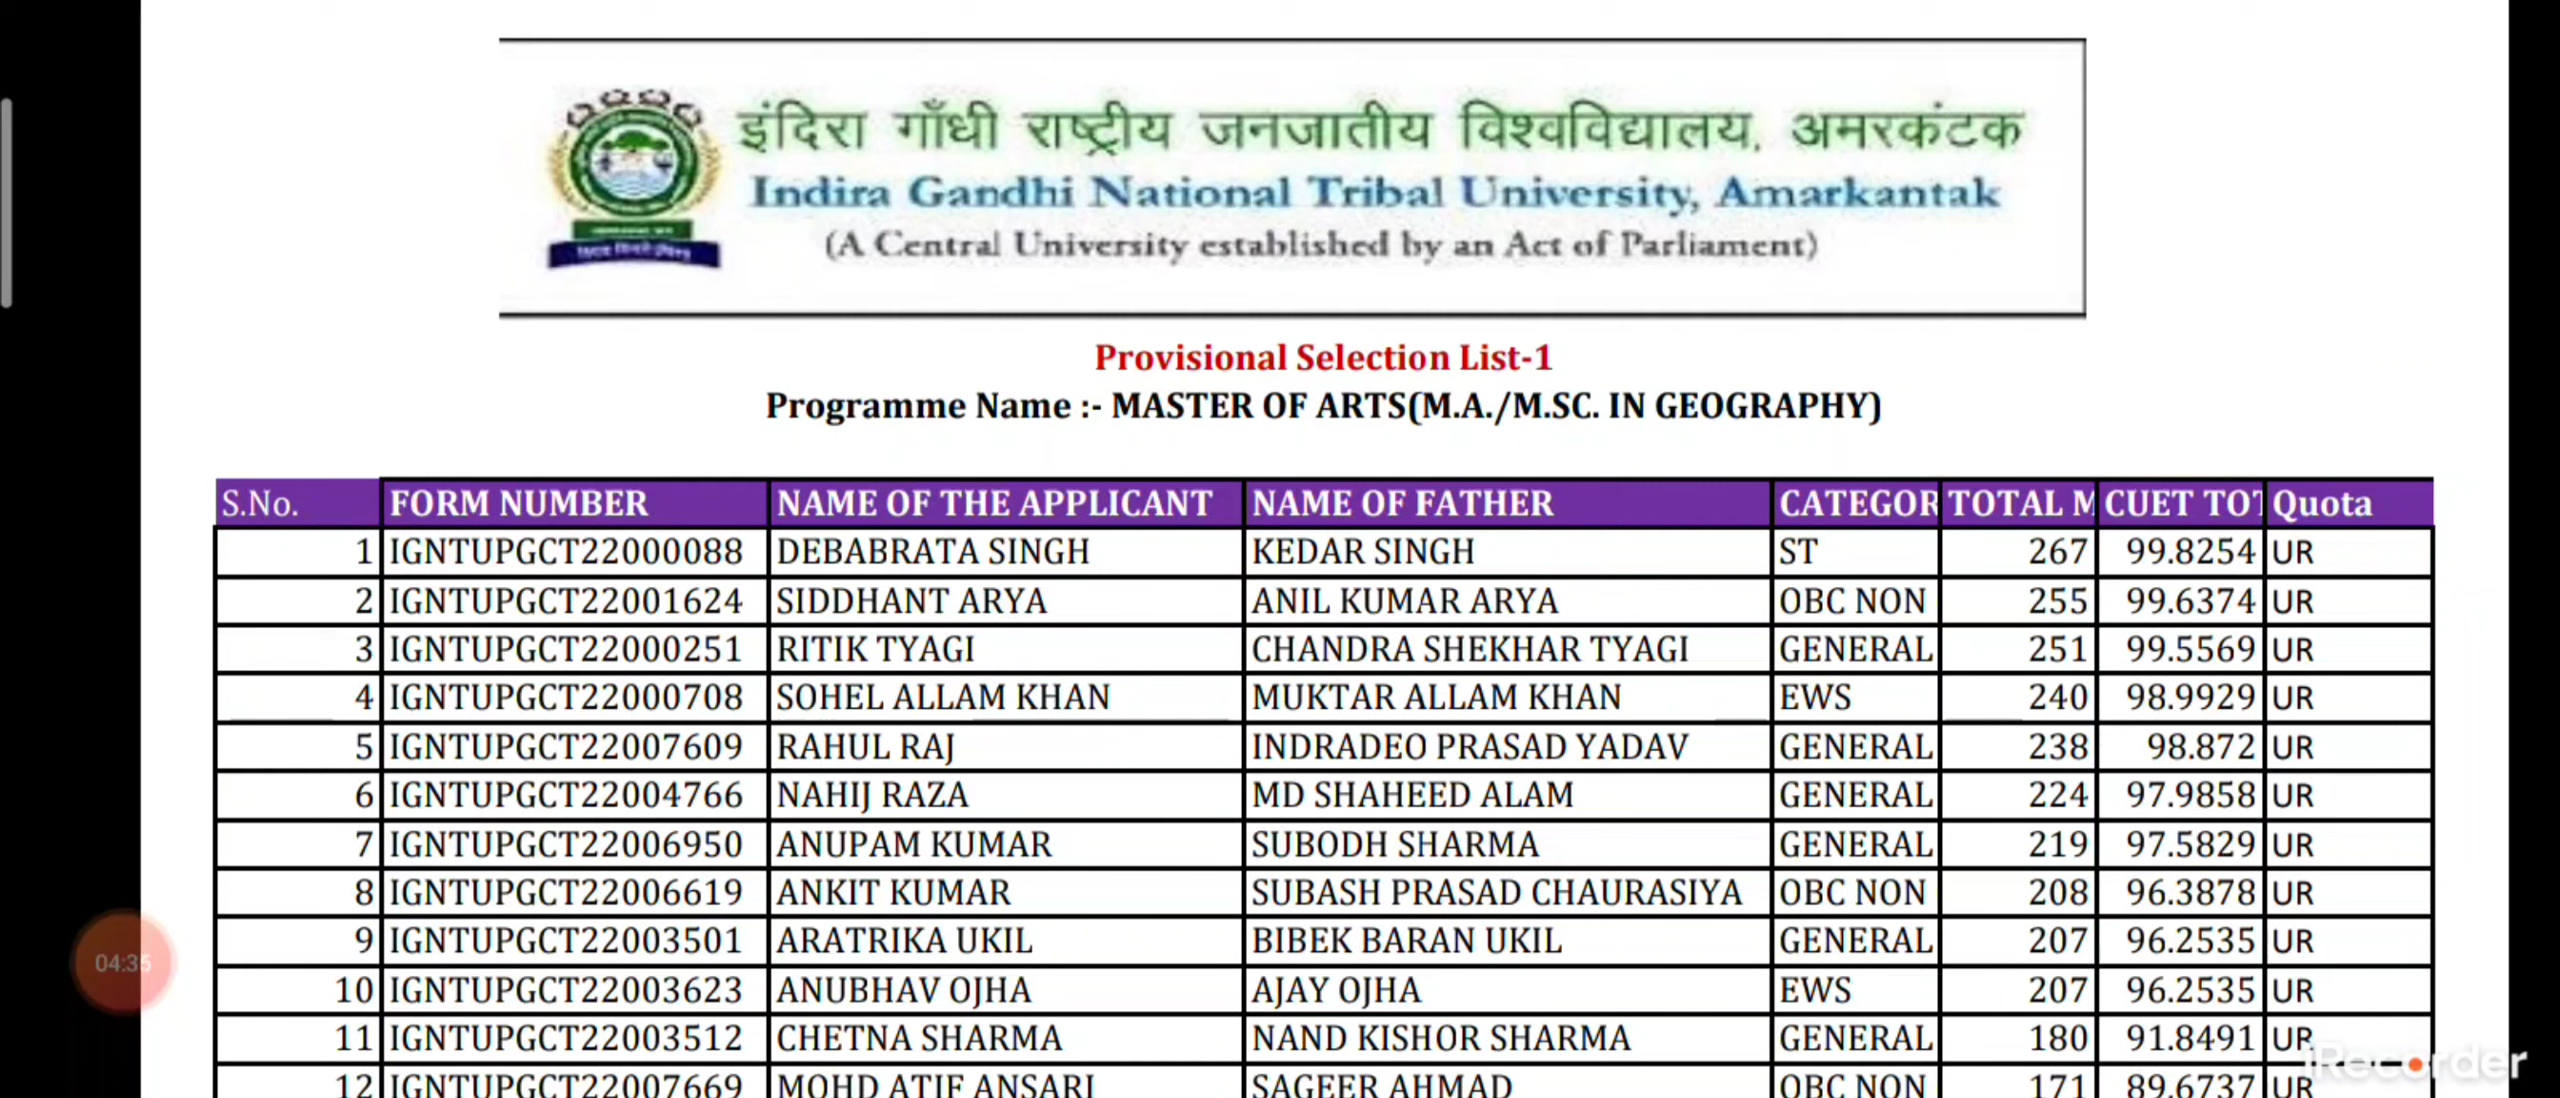 इंदिरा गाँधी राष्ट्रीय जनजातीय विश्वविद्यालय, अमरकंटक
Indira Gandhi National Tribal University, Amarkantak
(A Central University established by an Act of Parliament)
Provisional Selection List-1
Programme Name :- MASTER OF ARTS(M.A./M.SC. IN GEOGRAPHY)
S.No. FORM NUMBER NAME OF THE APPLICANT NAME OF FATHER CATEGOR TOTAL M CUET TOT Quota
1 IGNTUPGCT22000088 DEBABRATA SINGH KEDAR SINGH ST 267 99.8254 UR
2 IGNTUPGCT22001624 SIDDHANT ARYA ANIL KUMAR ARYA OBC NON 255 99.6374 UR
3 IGNTUPGCT22000251 RITIK TYAGI CHANDRA SHEKHAR TYAGI GENERAL 251 99.5569 UR
4 IGNTUPGCT22000708 SOHEL ALLAM KHAN MUKTAR ALLAM KHAN EWS 240 98.9929 UR
5 IGNTUPGCT22007609 RAHUL RAJ INDRADEO PRASAD YADAV GENERAL 238 98.872 UR
6 IGNTUPGCT22004766 NAHIJ RAZA MD SHAHEED ALAM GENERAL 224 97.9858 UR
7 IGNTUPGCT22006950 ANUPAM KUMAR SUBODH SHARMA GENERAL 219 97.5829 UR
8 IGNTUPGCT22006619 ANKIT KUMAR SUBASH PRASAD CHAURASIYA OBC NON 208 96.3878 UR
9 IGNTUPGCT22003501 ARATRIKA UKIL BIBEK BARAN UKIL GENERAL 207 96.2535 UR
04:35
10 IGNTUPGCT22003623 ANUBHAV OJHA AJAY OJHA EWS 207 96.2535 UR
11 IGNTUPGCT22003512 CHETNA SHARMA NAND KISHOR SHARMA GENERAL 180 91.8491 UR
iRecorder
12 IGNTUPGCT22007669 MOHD ATIF ANSARI SAGEER AHMAD OBC NON 171 89.6737 UR